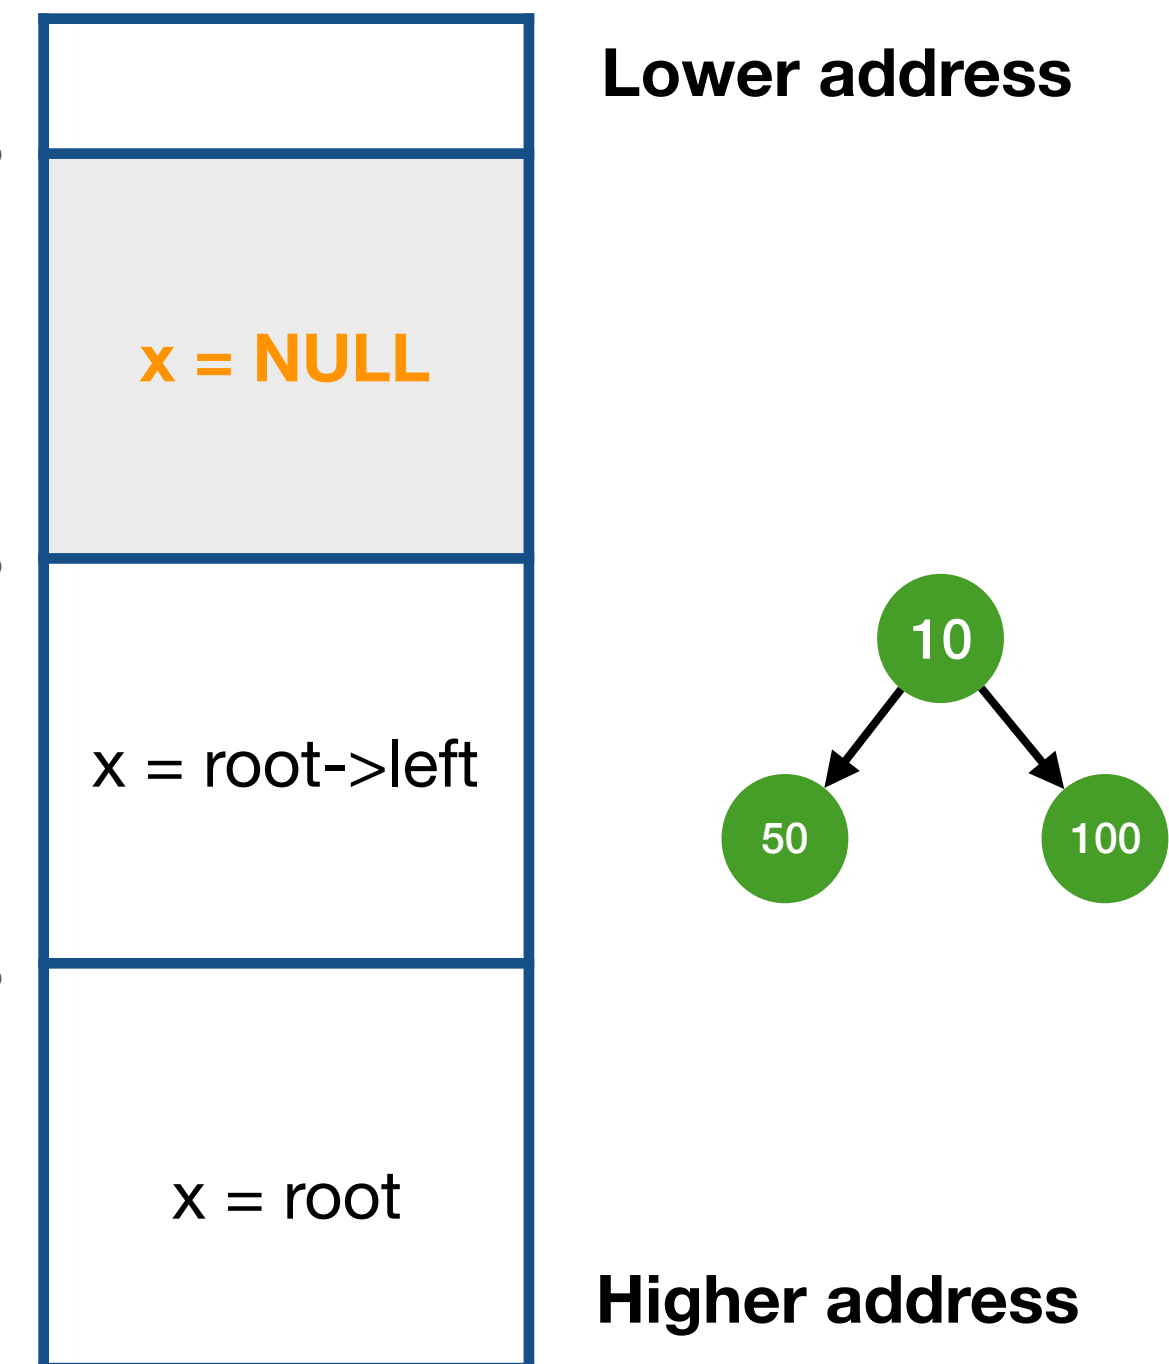 Lower address
x = NULL
10
x = root->left
50
100
x = root
Higher address